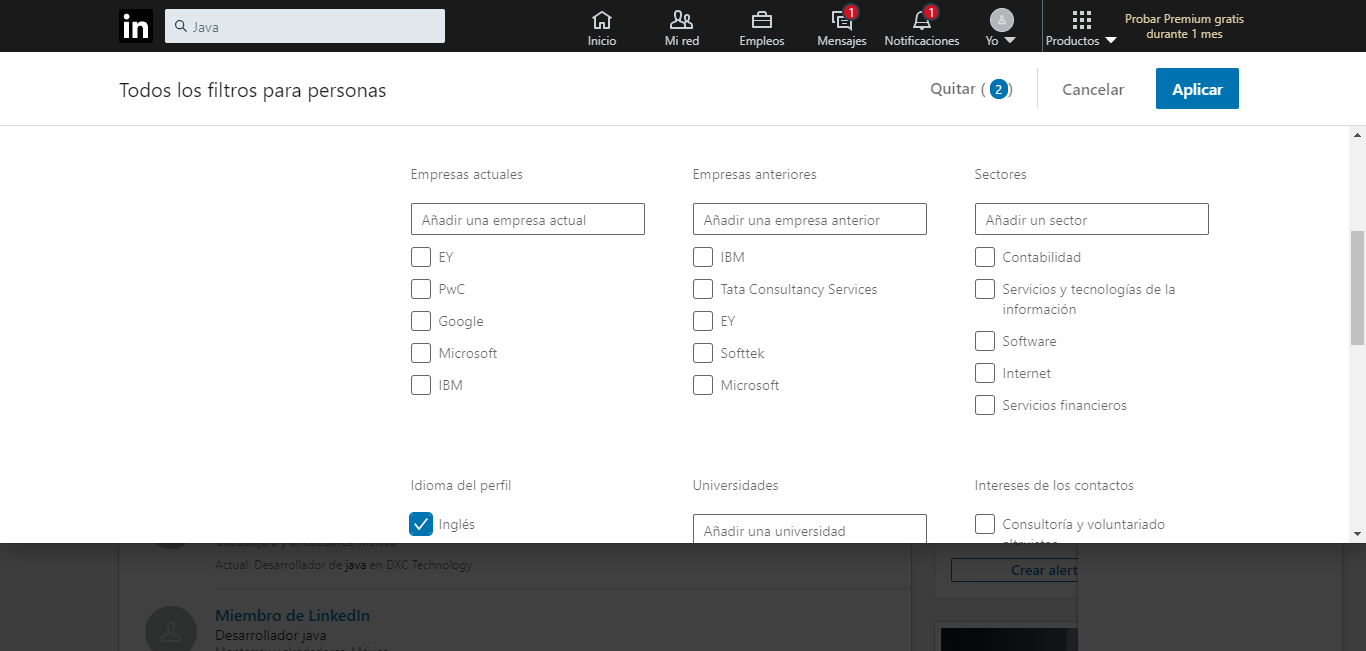 in
Java
Inicio
Mi red
Empleos
1
Mensajes
1
Notificaciones
Yo
Productos
Probar Premium gratis
durante 1 mes
Todos los filtros para personas
Quitar (2)
Cancelar
Aplicar
Empresas actuales
Añadir una empresa actual
EY
PwC
Google
Microsoft
IBM
Empresas anteriores
Añadir una empresa anterior
IBM
Tata Consultancy Services
EY
Softtek
Microsoft
Sectores
Añadir un sector
Contabilidad
Servicios y tecnologías de la
información
Software
Internet
Servicios financieros
Idioma del perfil
Inglés
Universidades
Añadir una universidad
Intereses de los contactos
Consultoría y voluntariado
Actual: Desarrollador de java en DXC Technology
Crear alert
Miembro de LinkedIn
Desarrollador java